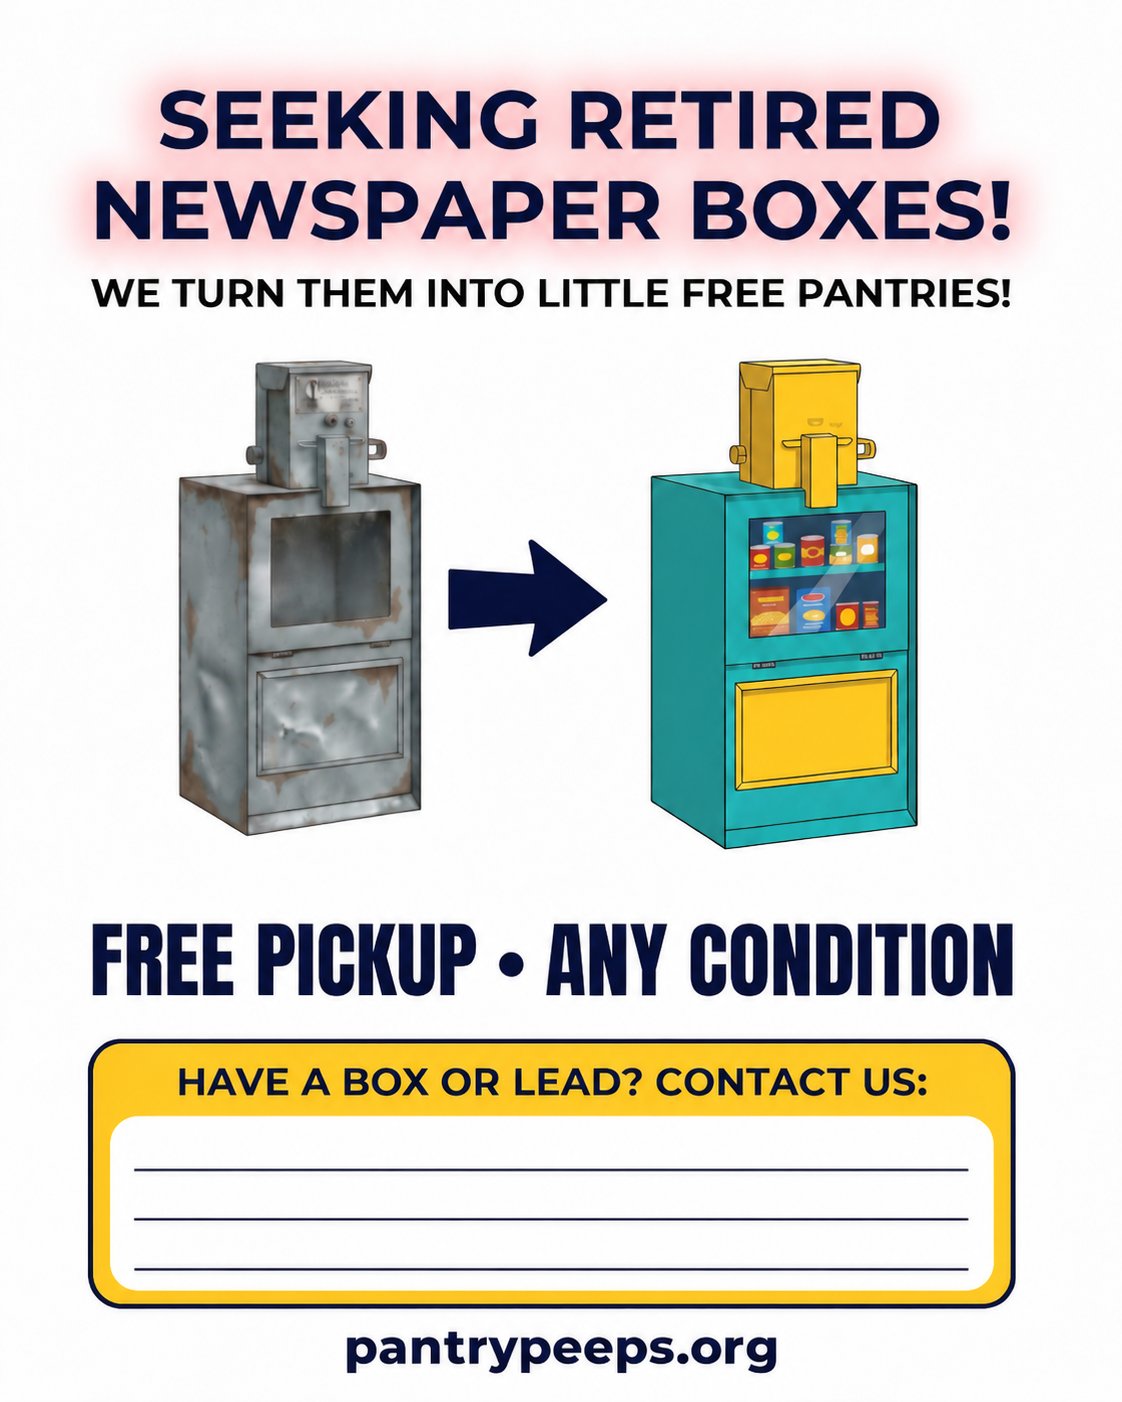 SEEKING RETIRED
NEWSPAPER BOXES!
WE TURN THEM INTO LITTLE FREE PANTRIES!
FREE PICKUP • ANY CONDITION
HAVE A BOX OR LEAD? CONTACT US:
pantrypeeps.org